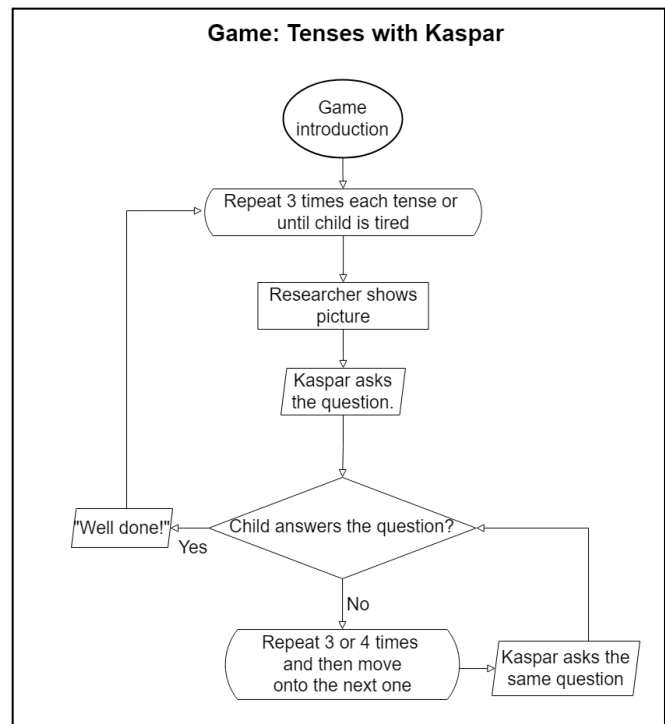 Game: Tenses with Kaspar
Game
introduction
Repeat 3 times each tense or
until child is tired
Researcher shows
picture
Kaspar asks
the question.
Child answers the question?
"Well done!"
Yes
No
Repeat 3 or 4 times
and then move
onto the next one
Kaspar asks the
same question